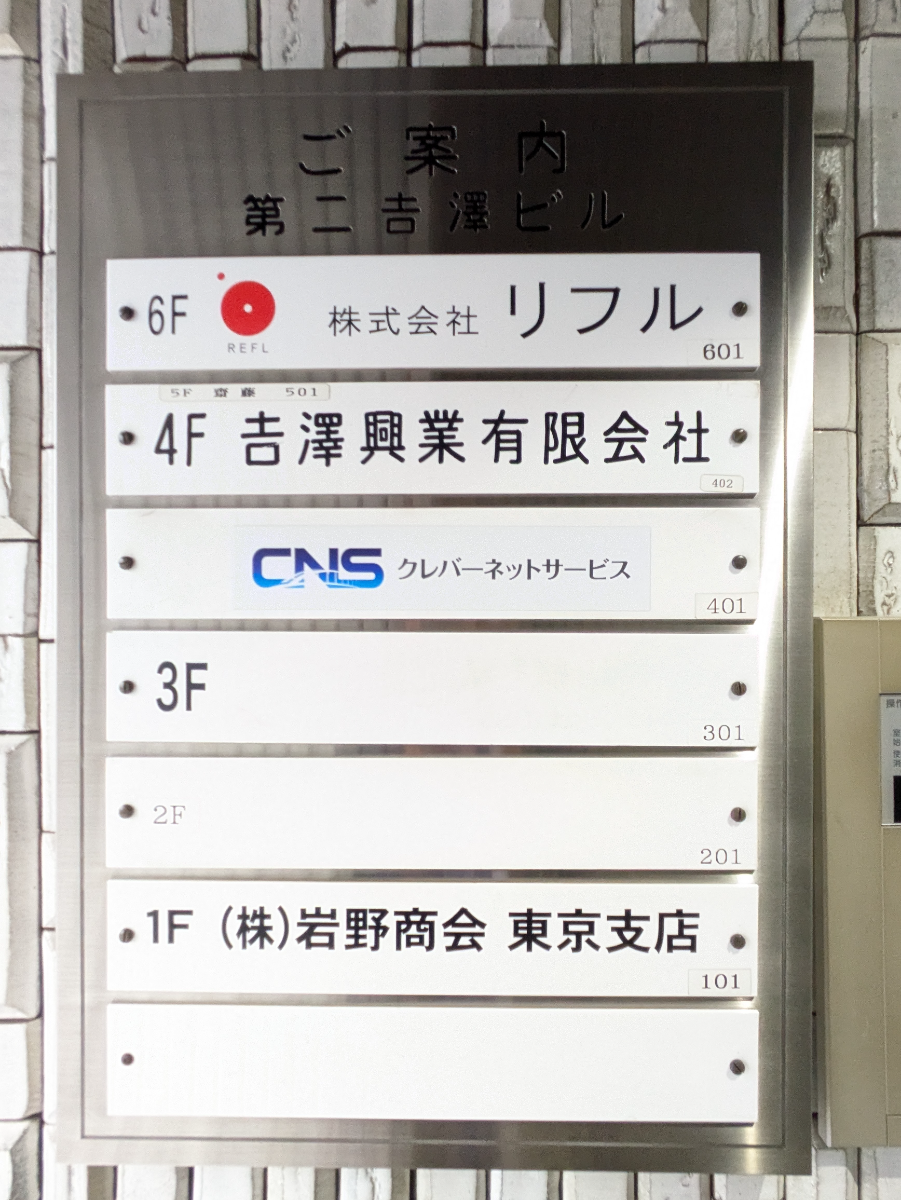 ご案内
第二𠮷澤ビル
6F REFL 株式会社 リフル
601
5F 齋藤 501
4F 𠮷澤興業有限会社
402
CNS クレバーネットサービス
401
3F
301
2F
201
1F (株)岩野商会 東京支店
101